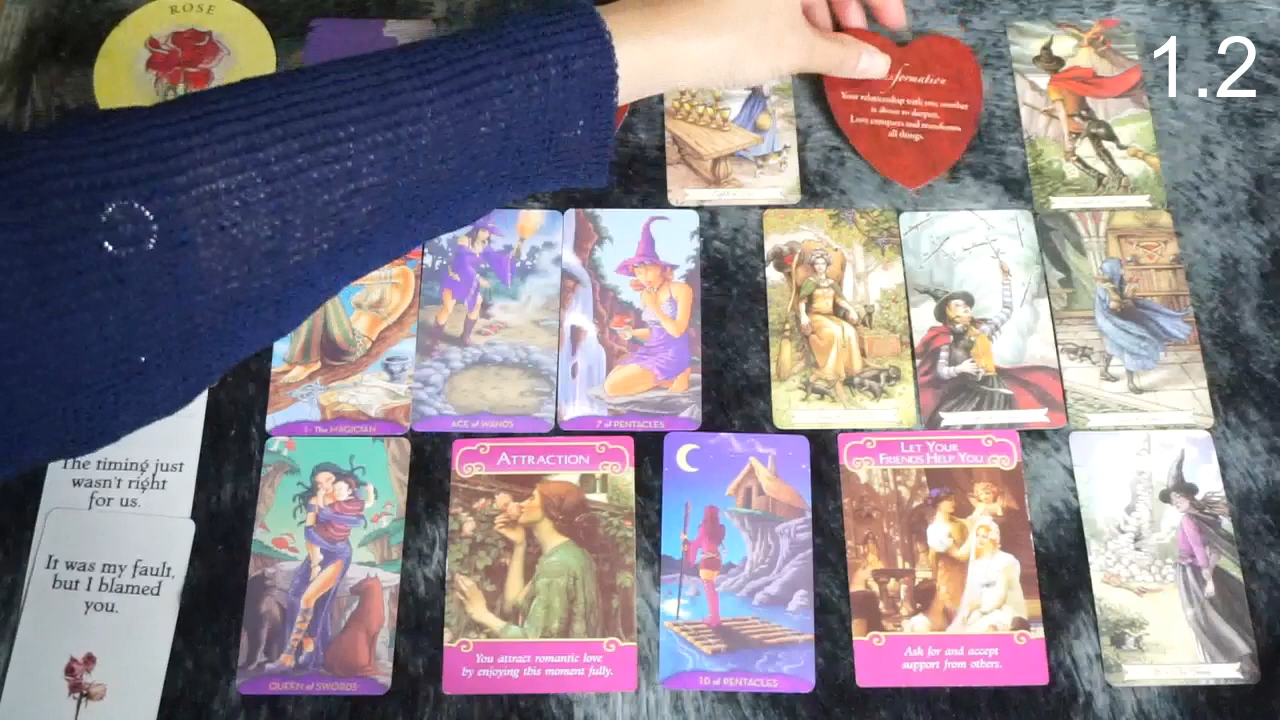 ROSE
1.2
formation
Your relationship with one another
is about to deepen.
Love conquers and transforms
all things.
I - THE MAGICIAN
ACE of WANDS
7 of PENTACLES
The timing just
wasn't right
for us.
It was my fault,
but I blamed
you.
QUEEN of SWORDS
ATTRACTION
You attract romantic love
by enjoying this moment fully.
10 of PENTACLES
LET YOUR
FRIENDS HELP YOU
Ask for and accept
support from others.